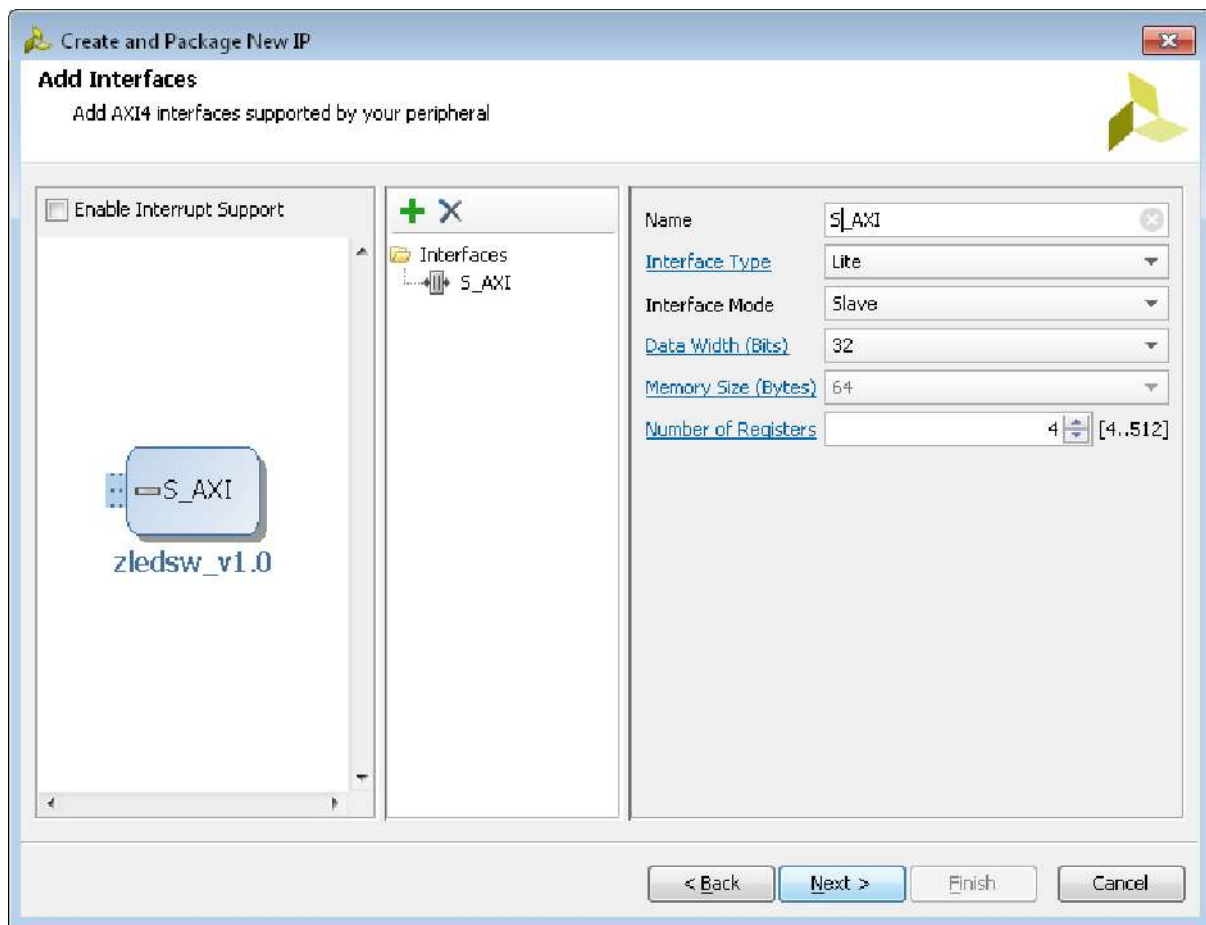 Create and Package New IP
Add Interfaces
Add AXI4 interfaces supported by your peripheral
Enable Interrupt Support
S_AXI
zledsw_v1.0
Interfaces
S_AXI
Name S_AXI
Interface Type Lite
Interface Mode Slave
Data Width (Bits) 32
Memory Size (Bytes) 64
Number of Registers 4 [4..512]
< Back Next > Finish Cancel